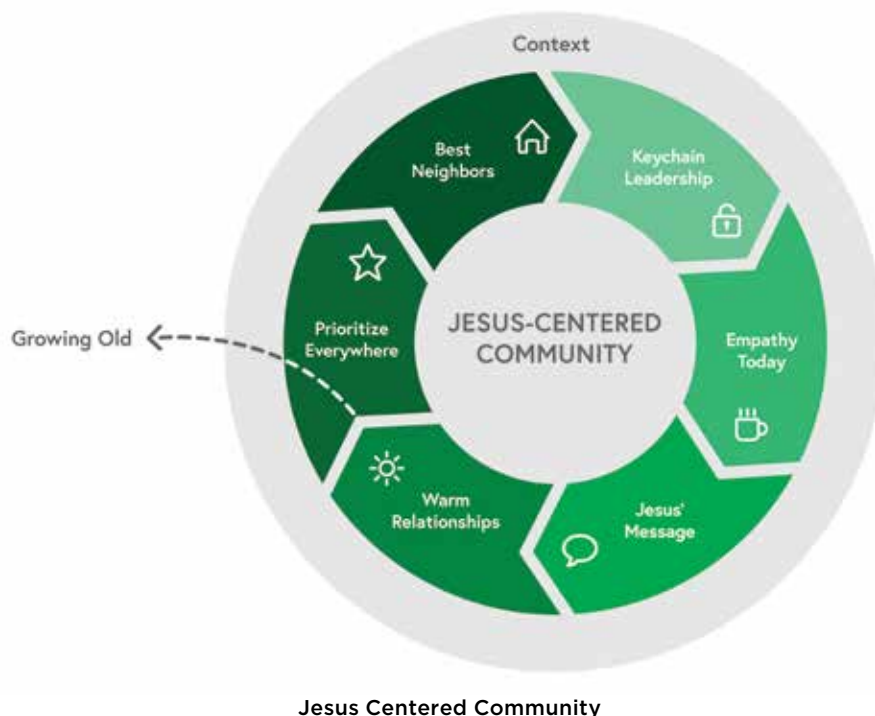 Context
Keychain
Leadership
Empathy
Today
Jesus'
Message
Warm
Relationships
Prioritize
Everywhere
Best
Neighbors
JESUS-CENTERED
COMMUNITY
Growing Old
Jesus Centered Community